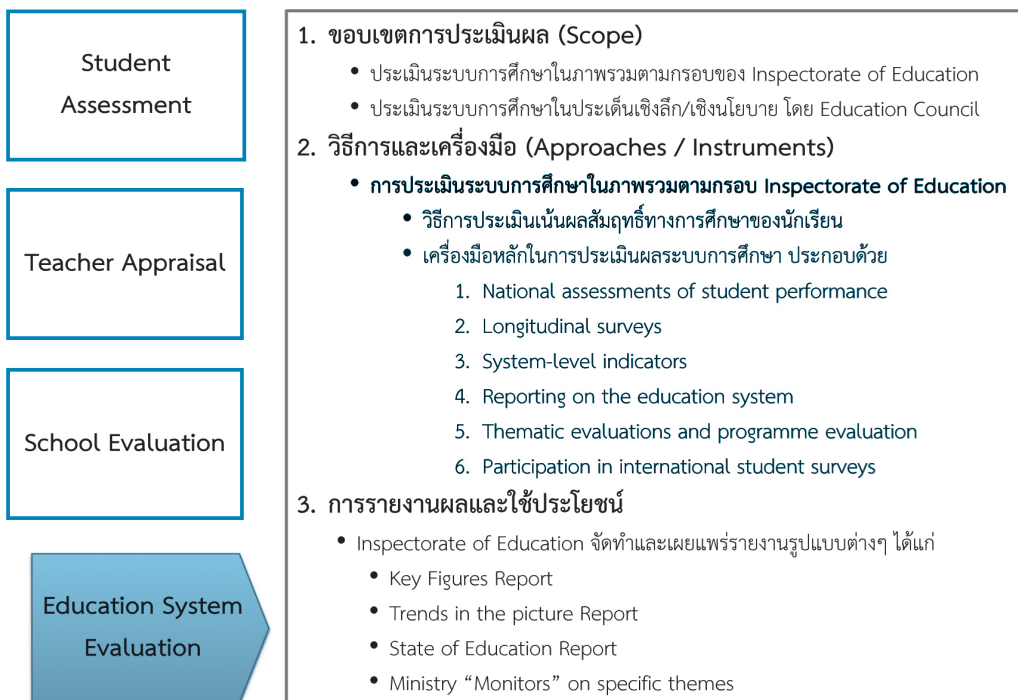 Student
Assessment
Teacher Appraisal
School Evaluation
Education System
Evaluation
1. ขอบเขตการประเมินผล (Scope)
• ประเมินระบบการศึกษาในภาพรวมตามกรอบของ Inspectorate of Education
• ประเมินระบบการศึกษาในประเด็นเชิงลึก/เชิงนโยบาย โดย Education Council
2. วิธีการและเครื่องมือ (Approaches / Instruments)
• การประเมินระบบการศึกษาในภาพรวมตามกรอบ Inspectorate of Education
• วิธีการประเมินเน้นผลสัมฤทธิ์ทางการศึกษาของนักเรียน
• เครื่องมือหลักในการประเมินผลระบบการศึกษา ประกอบด้วย
1. National assessments of student performance
2. Longitudinal surveys
3. System-level indicators
4. Reporting on the education system
5. Thematic evaluations and programme evaluation
6. Participation in international student surveys
3. การรายงานผลและใช้ประโยชน์
• Inspectorate of Education จัดทำและเผยแพร่รายงานรูปแบบต่างๆ ได้แก่
• Key Figures Report
• Trends in the picture Report
• State of Education Report
• Ministry “Monitors” on specific themes